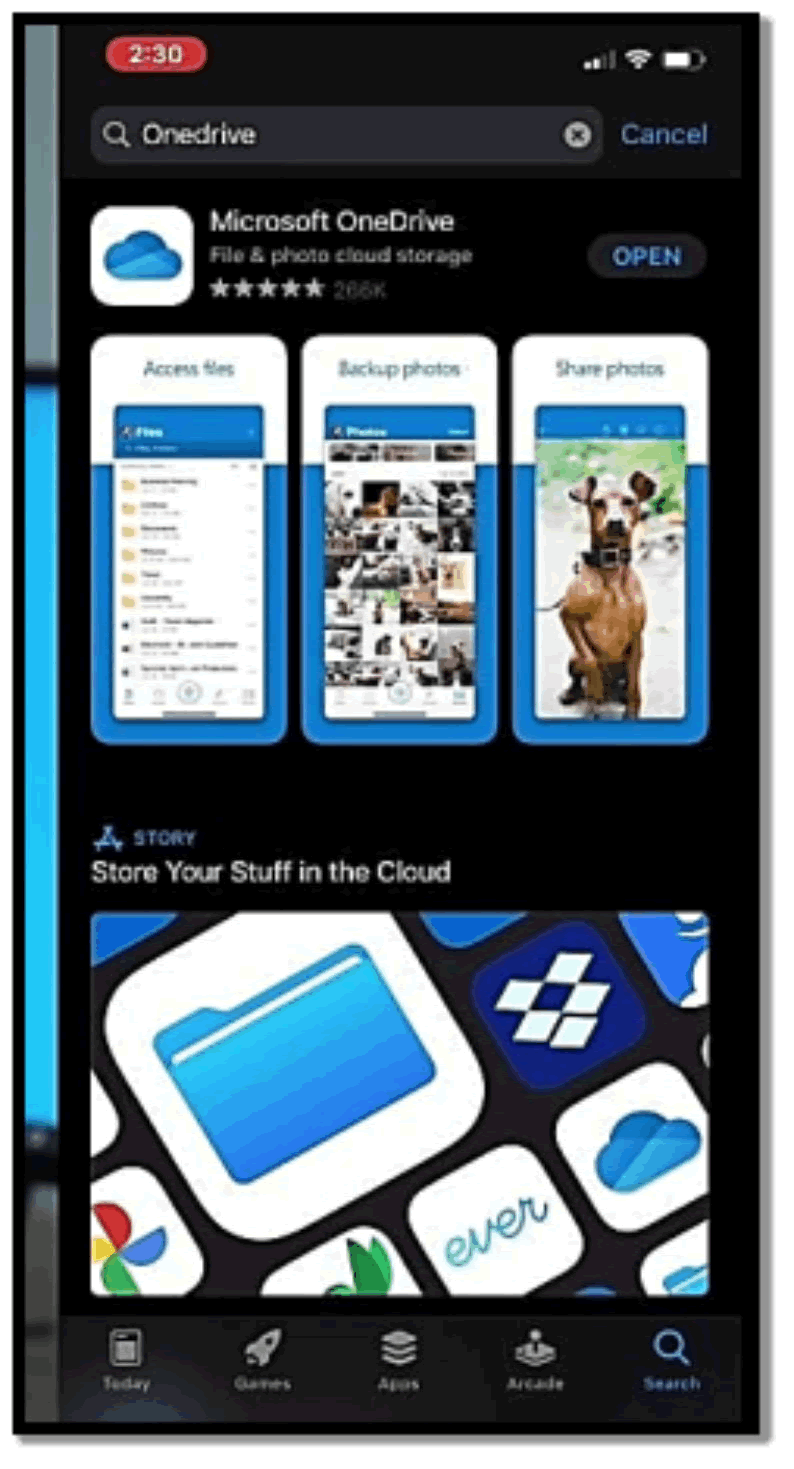 2:30
Onedrive
Cancel
Microsoft OneDrive
File & photo cloud storage
OPEN
★★★★★ 266K
Access files
Backup photos
Share photos
Files
Photos
STORY
Store Your Stuff in the Cloud
ever
Today
Games
Apps
Arcade
Search